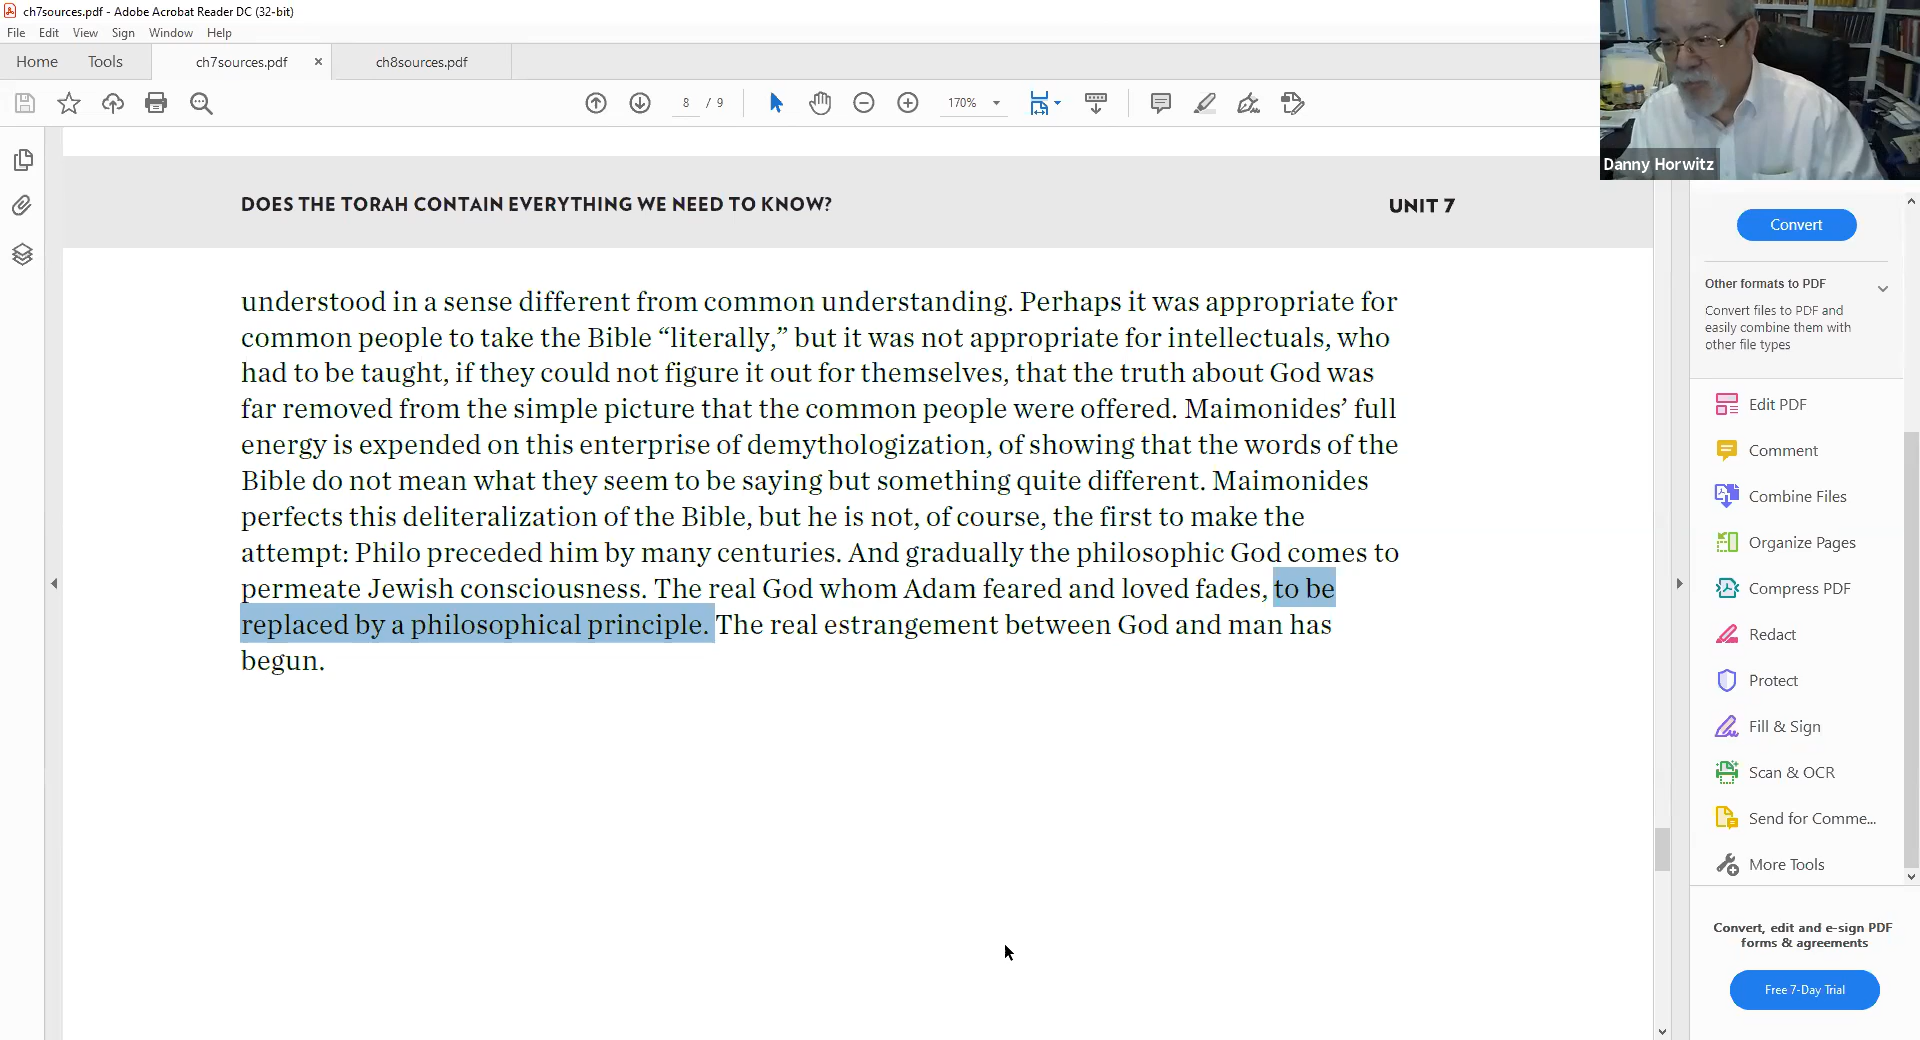 ch7sources.pdf - Adobe Acrobat Reader DC (32-bit)
File Edit View Sign Window Help
Home Tools ch7sources.pdf × ch8sources.pdf
8 / 9 170%
Danny Horwitz
DOES THE TORAH CONTAIN EVERYTHING WE NEED TO KNOW? UNIT 7
understood in a sense different from common understanding. Perhaps it was appropriate for
common people to take the Bible “literally,” but it was not appropriate for intellectuals, who
had to be taught, if they could not figure it out for themselves, that the truth about God was
far removed from the simple picture that the common people were offered. Maimonides’ full
energy is expended on this enterprise of demythologization, of showing that the words of the
Bible do not mean what they seem to be saying but something quite different. Maimonides
perfects this deliteralization of the Bible, but he is not, of course, the first to make the
attempt: Philo preceded him by many centuries. And gradually the philosophic God comes to
permeate Jewish consciousness. The real God whom Adam feared and loved fades, to be
replaced by a philosophical principle. The real estrangement between God and man has
begun.
Convert
Other formats to PDF
Convert files to PDF and
easily combine them with
other file types
Edit PDF
Comment
Combine Files
Organize Pages
Compress PDF
Redact
Protect
Fill & Sign
Scan & OCR
Send for Comme...
More Tools
Convert, edit and e-sign PDF
forms & agreements
Free 7-Day Trial